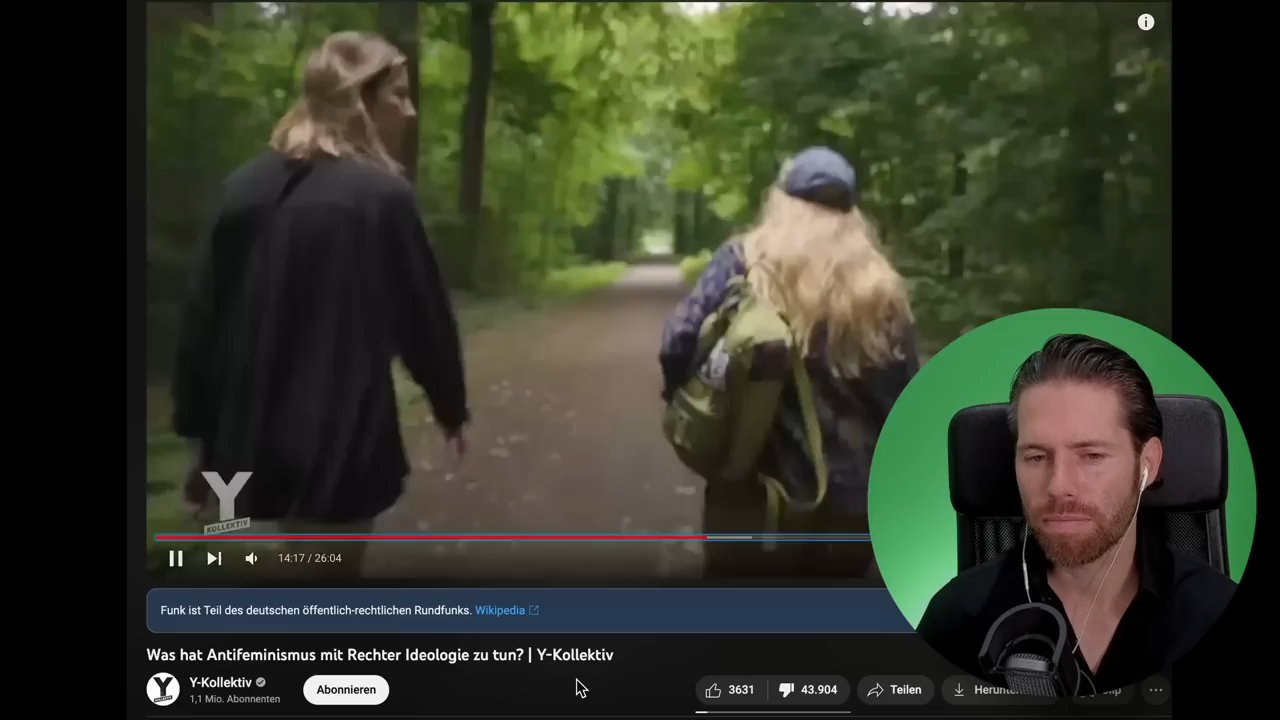 Y
KOLLEKTIV
14:17 / 26:04
Funk ist Teil des deutschen öffentlich-rechtlichen Rundfunks. Wikipedia
Was hat Antifeminismus mit Rechter Ideologie zu tun? | Y-Kollektiv
Y-Kollektiv
1,1 Mio. Abonnenten
Abonnieren
3631
43.904
Teilen